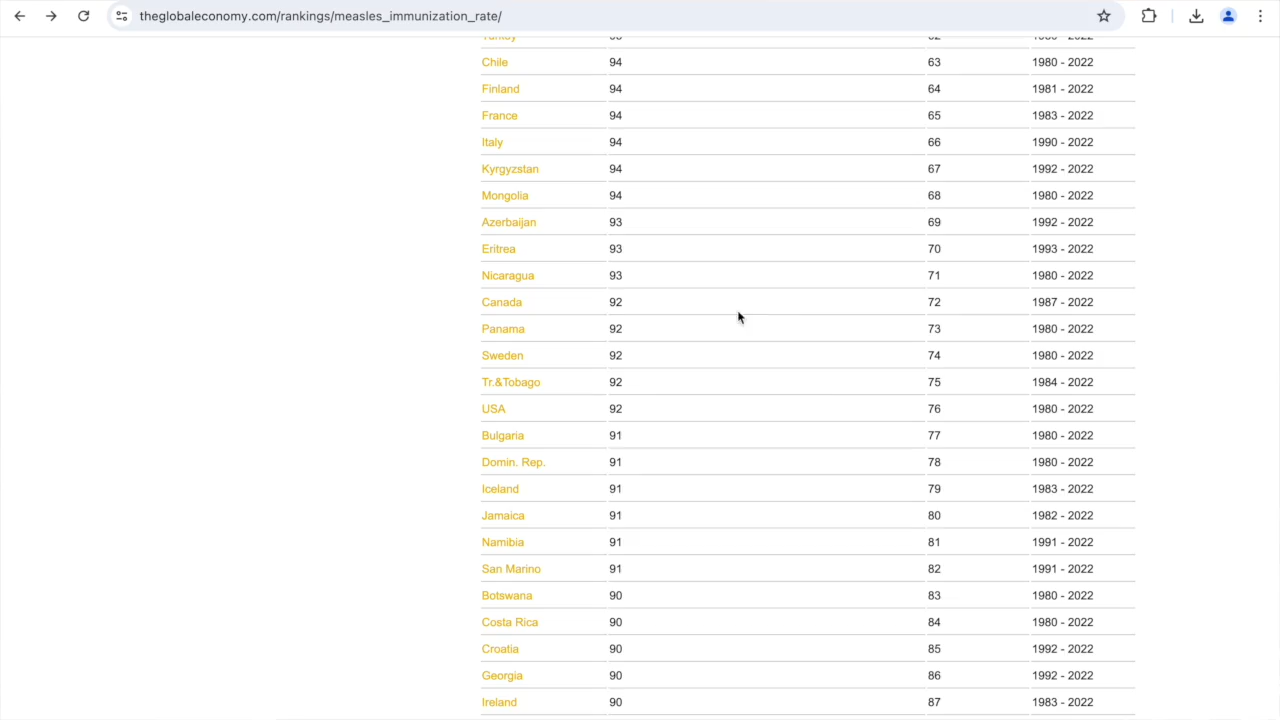 theglobaleconomy.com/rankings/measles_immunization_rate/
Chile 94 63 1980 - 2022
Finland 94 64 1981 - 2022
France 94 65 1983 - 2022
Italy 94 66 1990 - 2022
Kyrgyzstan 94 67 1992 - 2022
Mongolia 94 68 1980 - 2022
Azerbaijan 93 69 1992 - 2022
Eritrea 93 70 1993 - 2022
Nicaragua 93 71 1980 - 2022
Canada 92 72 1987 - 2022
Panama 92 73 1980 - 2022
Sweden 92 74 1980 - 2022
Tr.&Tobago 92 75 1984 - 2022
USA 92 76 1980 - 2022
Bulgaria 91 77 1980 - 2022
Domin. Rep. 91 78 1980 - 2022
Iceland 91 79 1983 - 2022
Jamaica 91 80 1982 - 2022
Namibia 91 81 1991 - 2022
San Marino 91 82 1991 - 2022
Botswana 90 83 1980 - 2022
Costa Rica 90 84 1980 - 2022
Croatia 90 85 1992 - 2022
Georgia 90 86 1992 - 2022
Ireland 90 87 1983 - 2022